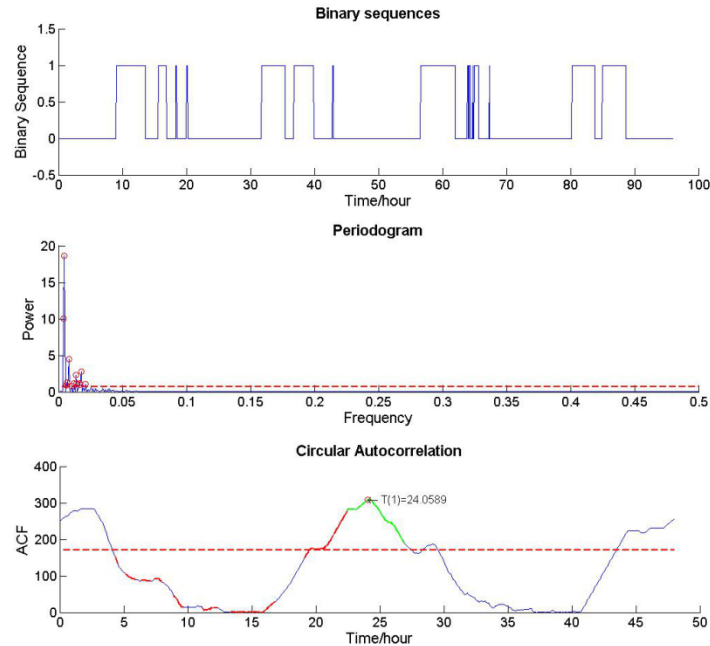 Binary sequences
1.5
1
0.5
0
-0.5
Binary Sequence
0 10 20 30 40 50 60 70 80 90 100
Time/hour
Periodogram
20
15
10
5
0
Power
0 0.05 0.1 0.15 0.2 0.25 0.3 0.35 0.4 0.45 0.5
Frequency
Circular Autocorrelation
400
300
200
100
0
ACF
T(1)=24.0589
0 5 10 15 20 25 30 35 40 45 50
Time/hour